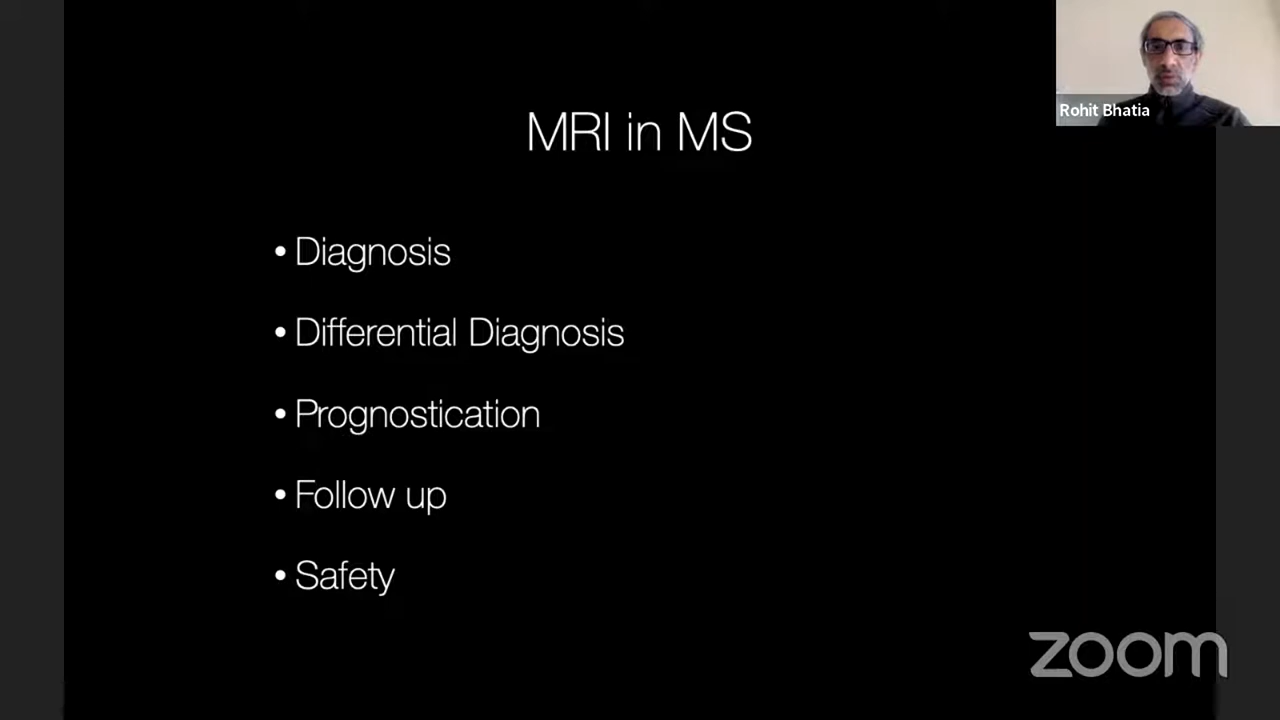 Rohit Bhatia
MRI in MS
• Diagnosis
• Differential Diagnosis
• Prognostication
• Follow up
• Safety
zoom